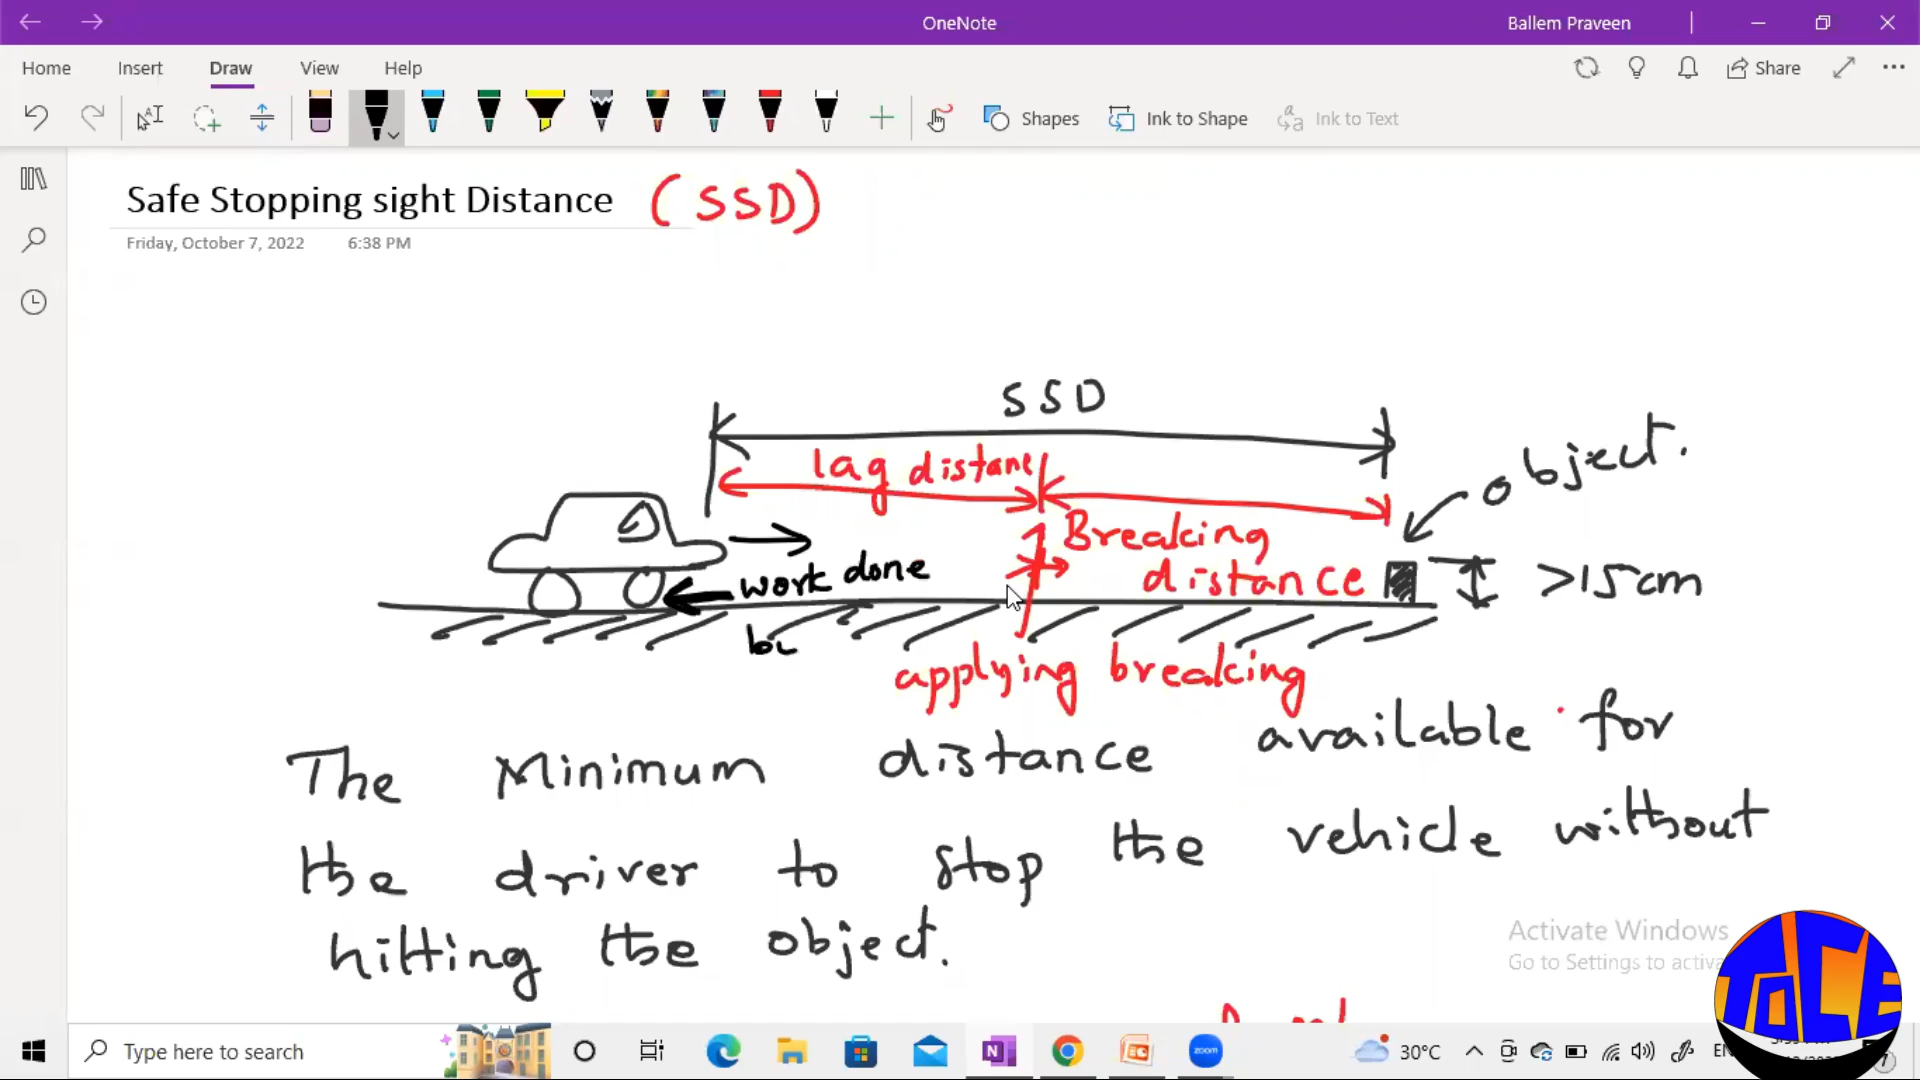 OneNote
Ballem Praveen
Home Insert Draw View Help
Share
Shapes Ink to Shape Ink to Text
Safe Stopping sight Distance (SSD)
Friday, October 7, 2022 6:38 PM
SSD
lag distane
object.
Breaking
distance
work done
>15cm
applying breaking
The Minimum distance available for
the driver to stop the vehicle without
hitting the object.
Activate Windows
Go to Settings to activa
TOCE
Type here to search
zoom
30°C